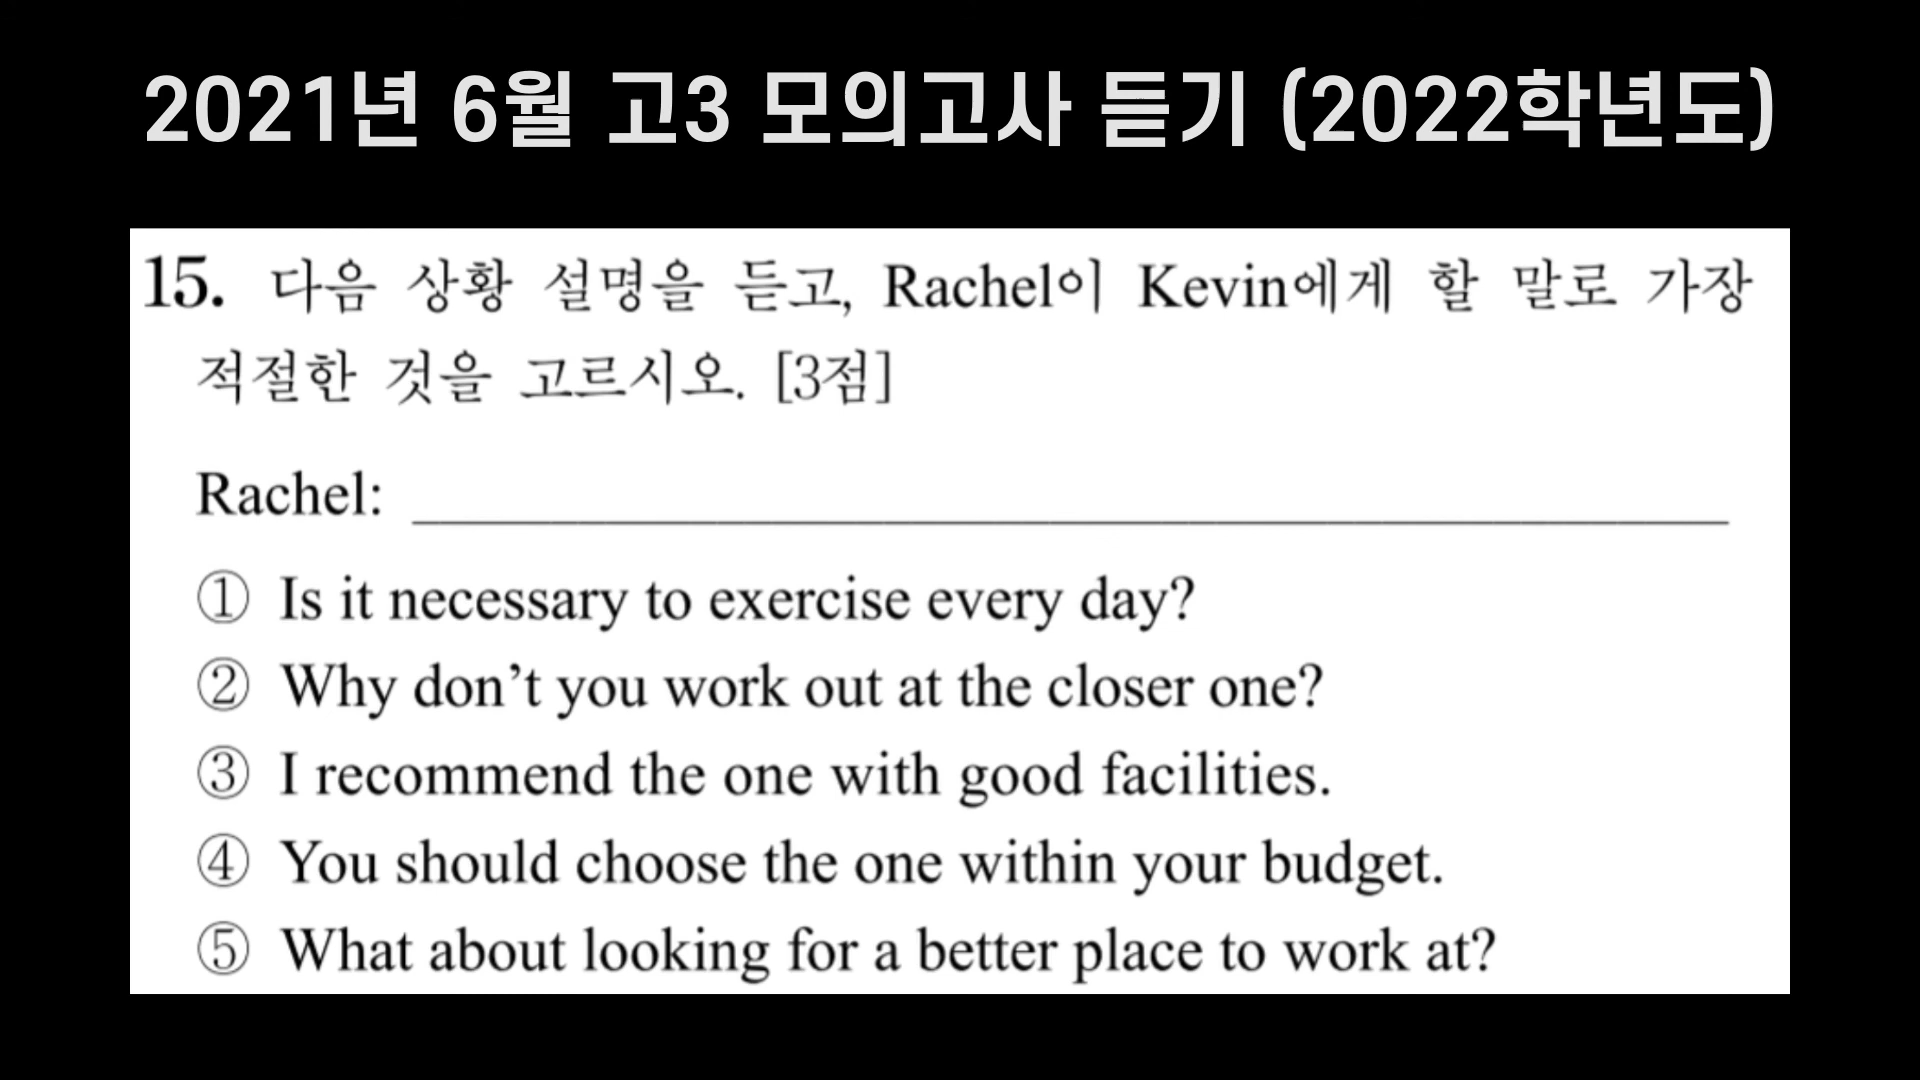 2021년 6월 고3 모의고사 듣기 (2022학년도)
15. 다음 상황 설명을 듣고, Rachel이 Kevin에게 할 말로 가장
적절한 것을 고르시오. [3점]
Rachel:
① Is it necessary to exercise every day?
② Why don’t you work out at the closer one?
③ I recommend the one with good facilities.
④ You should choose the one within your budget.
⑤ What about looking for a better place to work at?